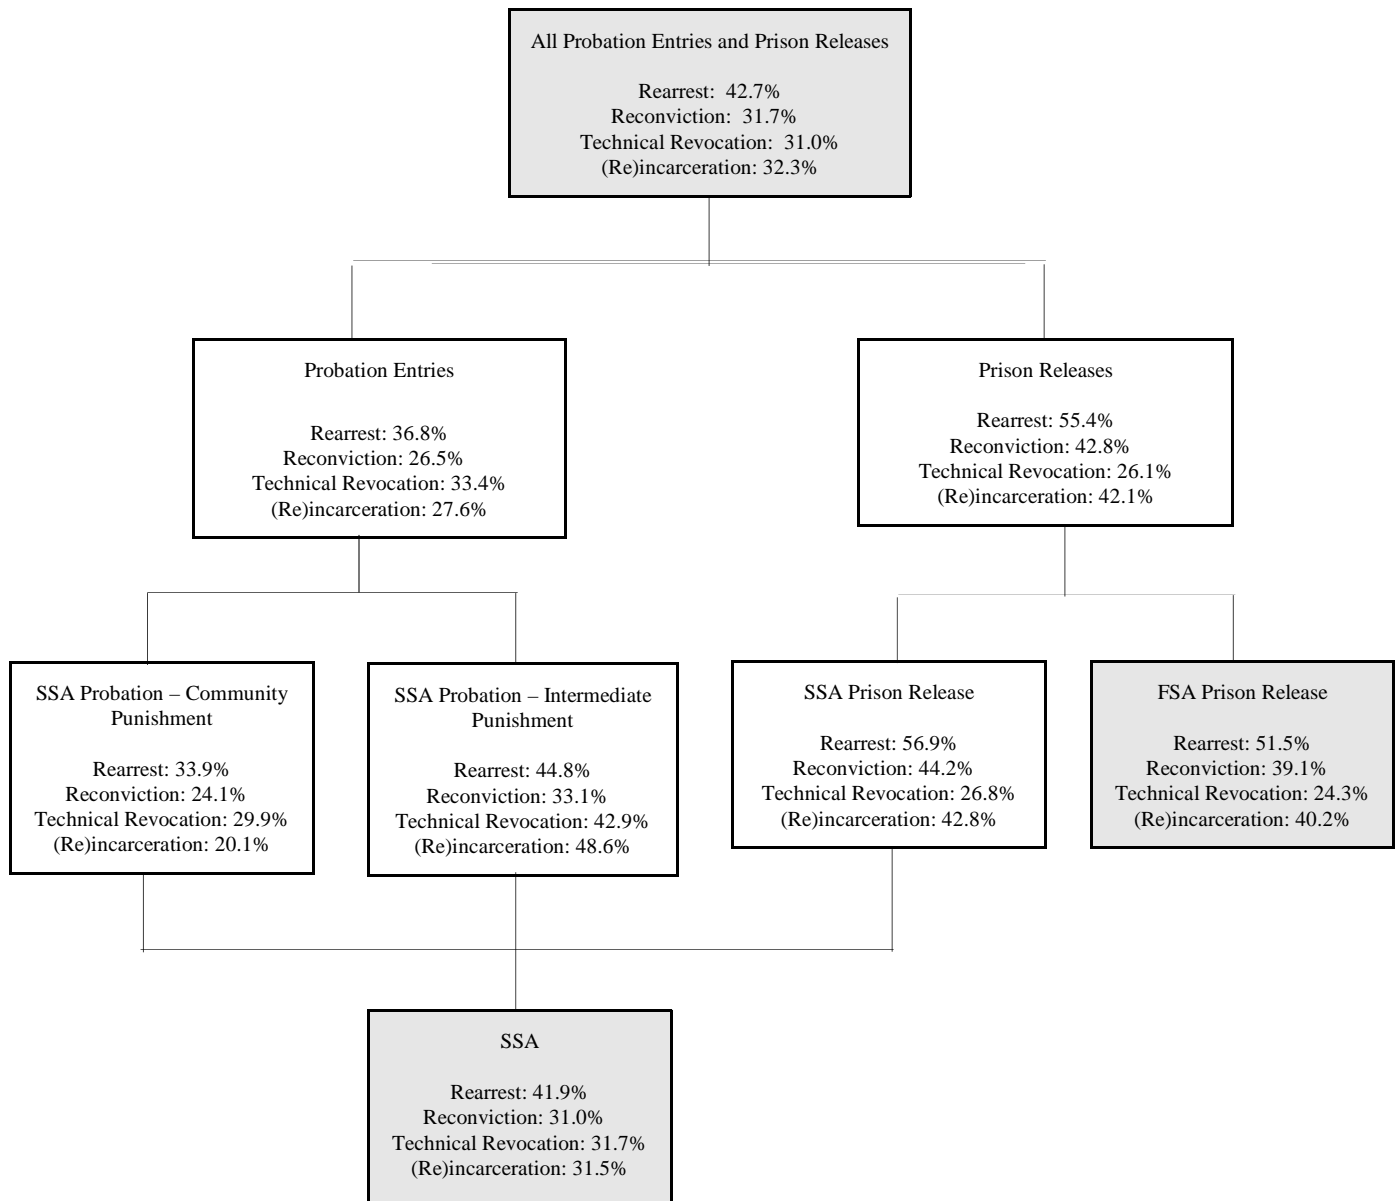 All Probation Entries and Prison Releases
Rearrest:  42.7%
Reconviction:  31.7%
Technical Revocation:  31.0%
(Re)incarceration: 32.3%
Probation Entries
Rearrest: 36.8%
Reconviction: 26.5%
Technical Revocation: 33.4%
(Re)incarceration: 27.6%
Prison Releases
Rearrest: 55.4%
Reconviction: 42.8%
Technical Revocation: 26.1%
(Re)incarceration: 42.1%
SSA Probation – Community
Punishment
Rearrest: 33.9%
Reconviction: 24.1%
Technical Revocation: 29.9%
(Re)incarceration: 20.1%
SSA Probation – Intermediate
Punishment
Rearrest: 44.8%
Reconviction: 33.1%
Technical Revocation: 42.9%
(Re)incarceration: 48.6%
SSA Prison Release
Rearrest: 56.9%
Reconviction: 44.2%
Technical Revocation: 26.8%
(Re)incarceration: 42.8%
FSA Prison Release
Rearrest: 51.5%
Reconviction: 39.1%
Technical Revocation: 24.3%
(Re)incarceration: 40.2%
SSA
Rearrest: 41.9%
Reconviction: 31.0%
Technical Revocation: 31.7%
(Re)incarceration: 31.5%